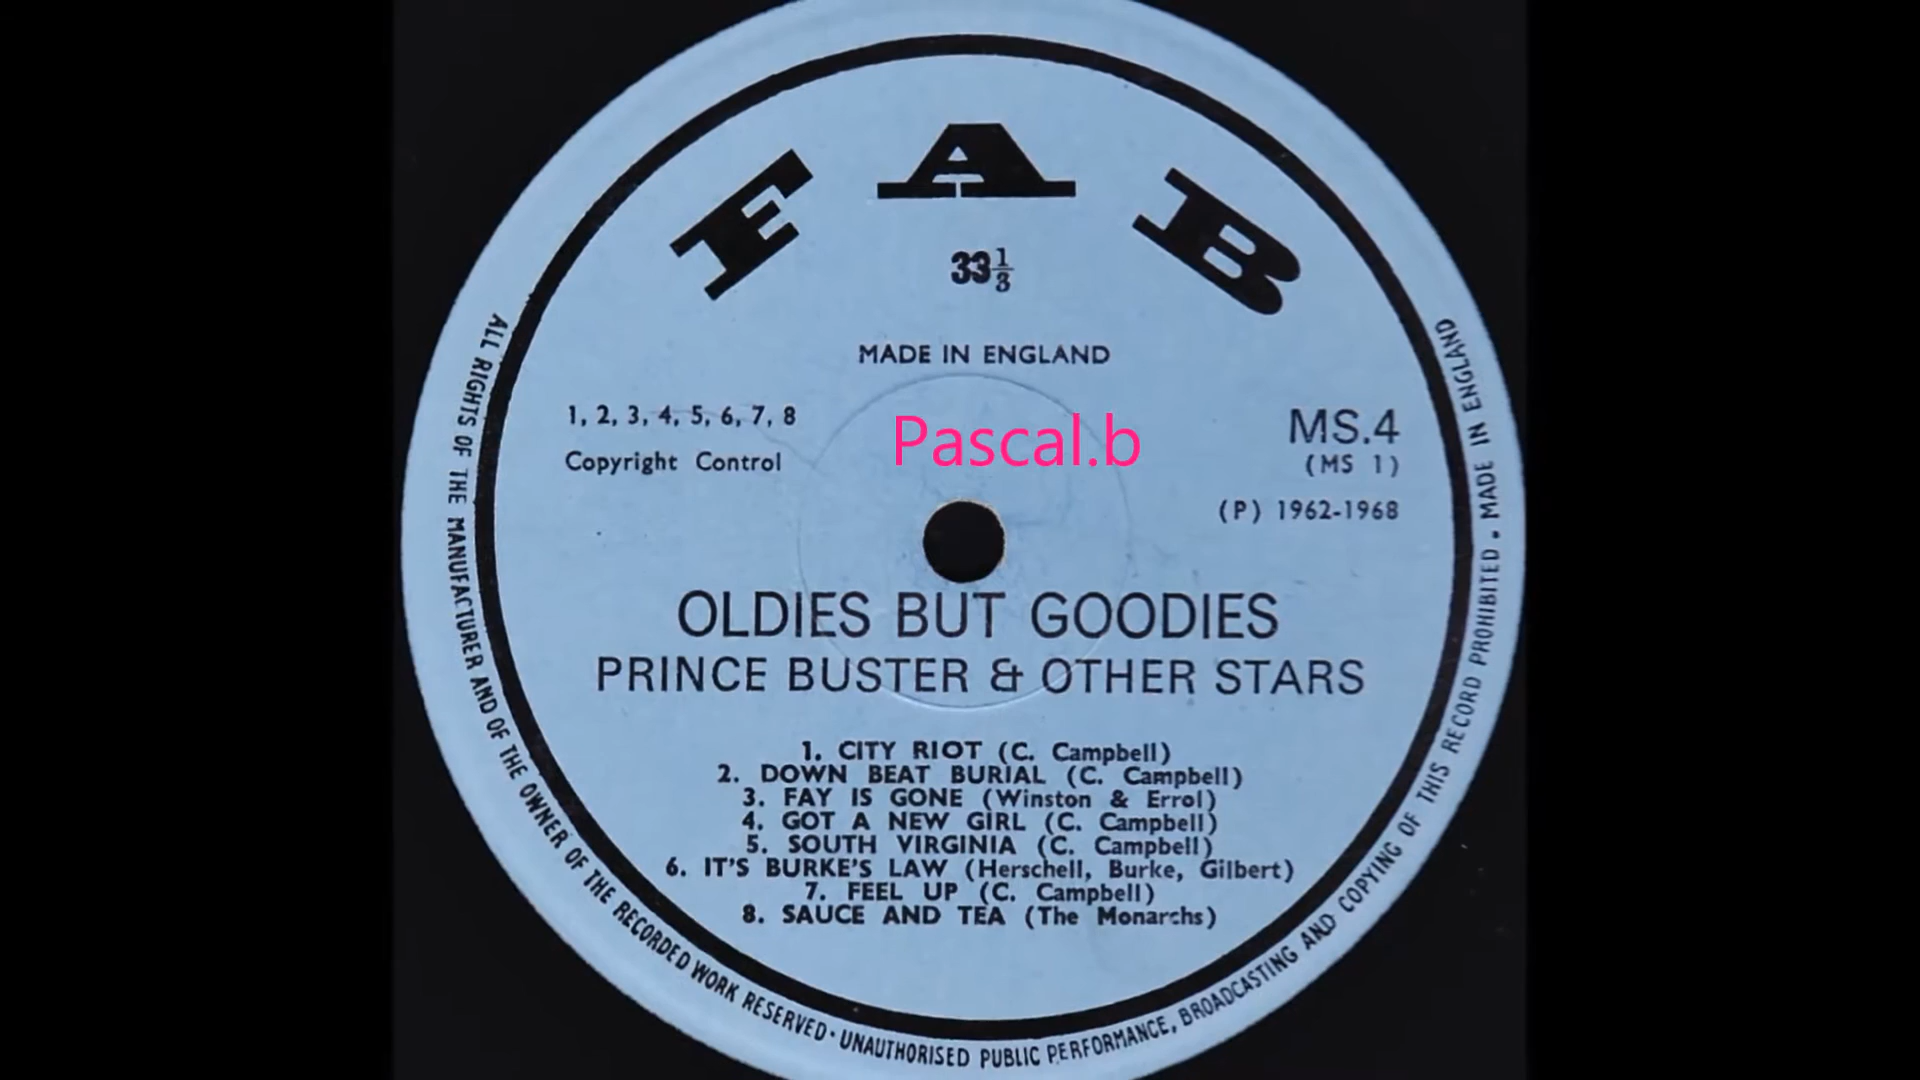 FAB
33 1/3
MADE IN ENGLAND
1, 2, 3, 4, 5, 6, 7, 8
Copyright Control
Pascal.b
MS.4
(MS 1)
(P) 1962-1968
OLDIES BUT GOODIES
PRINCE BUSTER & OTHER STARS
1. CITY RIOT (C. Campbell)
2. DOWN BEAT BURIAL (C. Campbell)
3. FAY IS GONE (Winston & Errol)
4. GOT A NEW GIRL (C. Campbell)
5. SOUTH VIRGINIA (C. Campbell)
6. IT'S BURKE'S LAW (Herschell, Burke, Gilbert)
7. FEEL UP (C. Campbell)
8. SAUCE AND TEA (The Monarchs)
ALL RIGHTS OF THE MANUFACTURER AND OF THE OWNER OF THE RECORDED WORK RESERVED · UNAUTHORISED PUBLIC PERFORMANCE, BROADCASTING AND COPYING OF THIS RECORD PROHIBITED . MADE IN ENGLAND